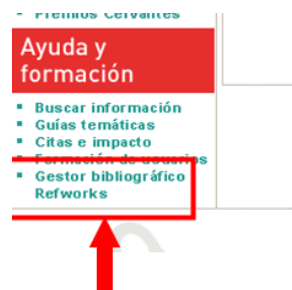 Premios Cervantes
Ayuda y
formación
Buscar información
Guías temáticas
Citas e impacto
Formación de usuarios
Gestor bibliográfico
Refworks